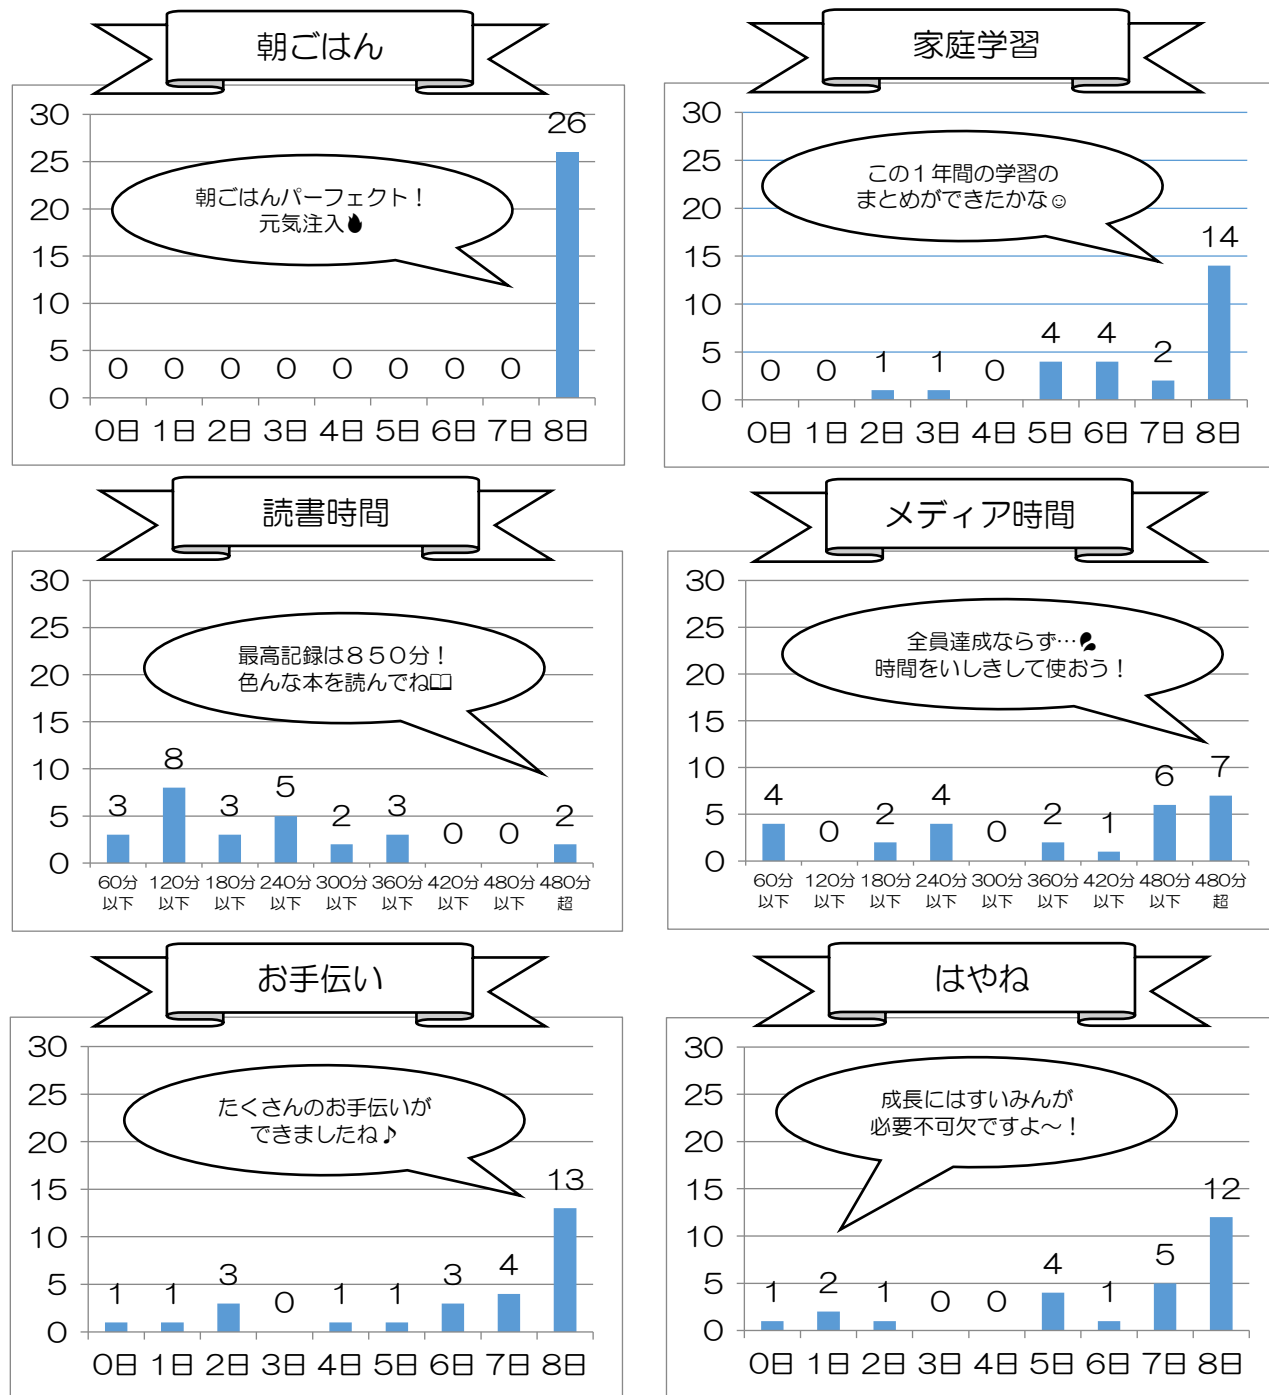 朝ごはん
30
25
20
15
10
5
0
朝ごはんパーフェクト！
元気注入
26
0 0 0 0 0 0 0 0
0日 1日 2日 3日 4日 5日 6日 7日 8日
家庭学習
30
25
20
15
10
5
0
この１年間の学習の
まとめができたかな☺
0 0 1 1 0 4 4 2 14
0日 1日 2日 3日 4日 5日 6日 7日 8日
読書時間
30
25
20
15
10
5
0
最高記録は８５０分！
色んな本を読んでね🕮
3 8 3 5 2 3 0 0 2
60分 120分 180分 240分 300分 360分 420分 480分 480分
以下 以下 以下 以下 以下 以下 以下 以下 超
メディア時間
30
25
20
15
10
5
0
全員達成ならず…
時間をいしきして使おう！
4 0 2 4 0 2 1 6 7
60分 120分 180分 240分 300分 360分 420分 480分 480分
以下 以下 以下 以下 以下 以下 以下 以下 超
お手伝い
30
25
20
15
10
5
0
たくさんのお手伝いが
できましたね♪
1 1 3 0 1 1 3 4 13
0日 1日 2日 3日 4日 5日 6日 7日 8日
はやね
30
25
20
15
10
5
0
成長にはすいみんが
必要不可欠ですよ～！
1 2 1 0 0 4 1 5 12
0日 1日 2日 3日 4日 5日 6日 7日 8日